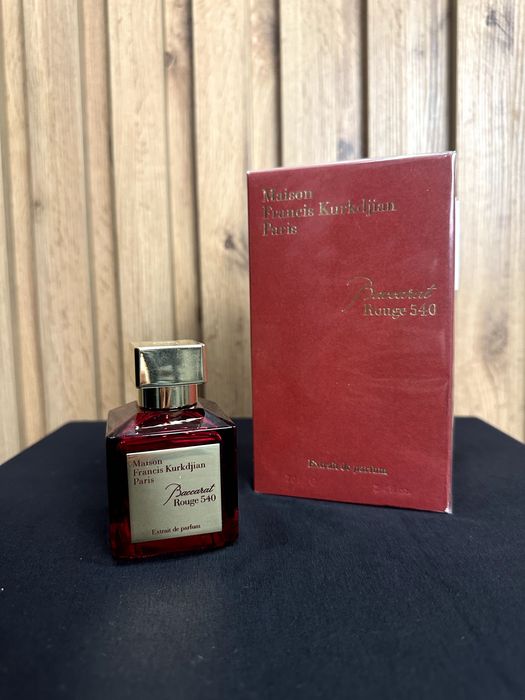 Maison
Francis Kurkdjian
Paris
Baccarat
Rouge 540
Extrait de parfum
Maison
Francis Kurkdjian
Paris
Baccarat
Rouge 540
Extrait de parfum